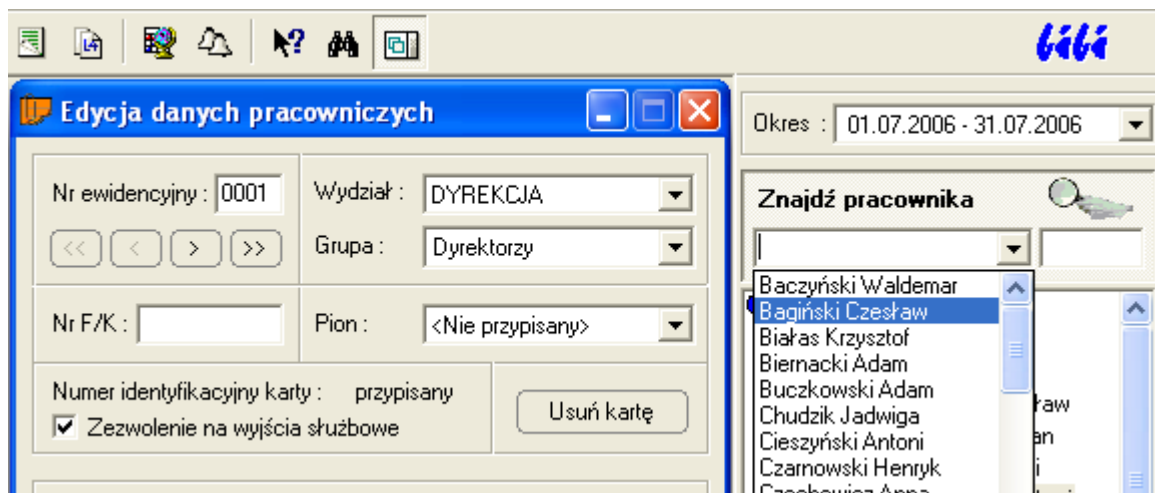 bábá
Edycja danych pracowniczych
Okres : 01.07.2006 - 31.07.2006
Nr ewidencyjny : 0001
Wydział : DYREKCJA
<< < > >>
Grupa : Dyrektorzy
Nr F/K :
Pion : <Nie przypisany>
Numer identyfikacyjny karty : przypisany
Zezwolenie na wyjścia służbowe
Usuń kartę
Znajdź pracownika
Baczyński Waldemar
Bagiński Czesław
Białas Krzysztof
Biernacki Adam
Buczkowski Adam
Chudzik Jadwiga
Cieszyński Antoni
Czarnowski Henryk